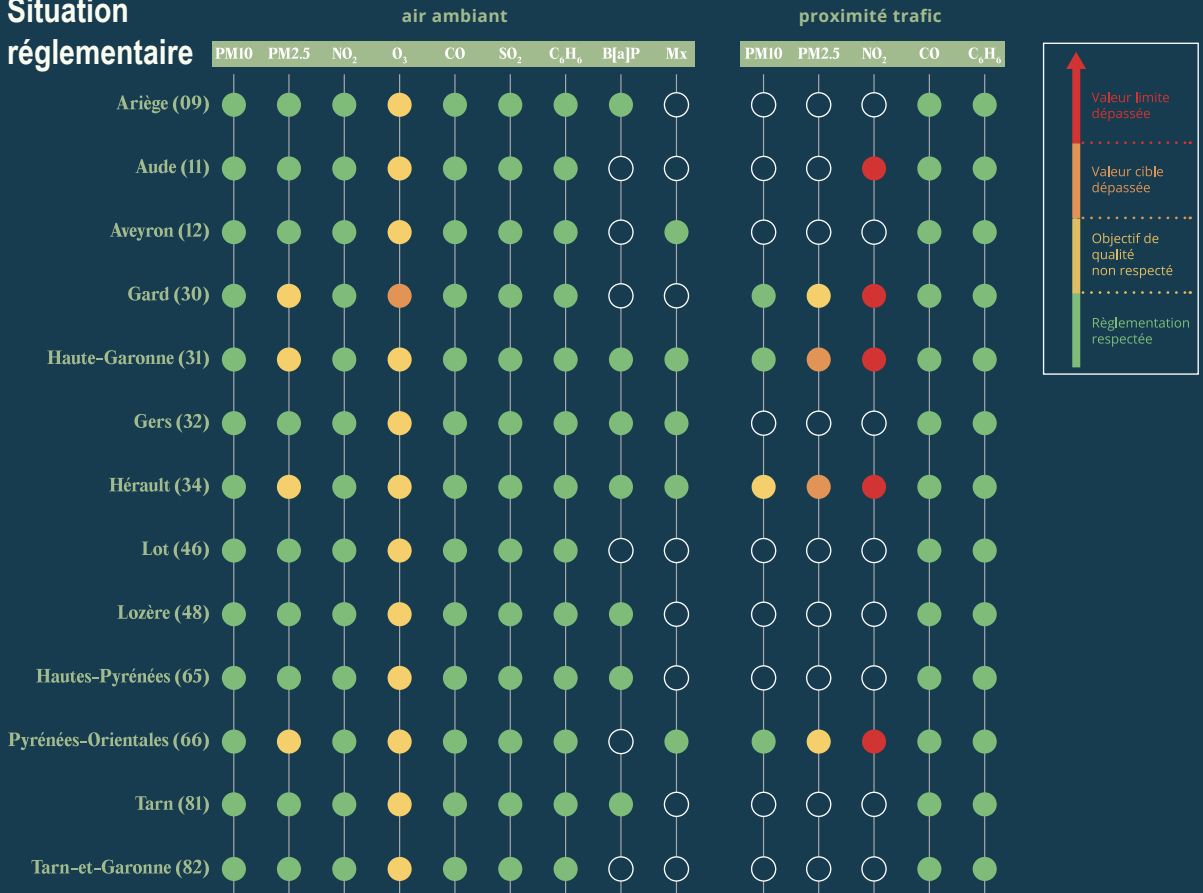 Situation
réglementaire
air ambiant
proximité trafic
PM10 PM2.5 NO₂ O₃ CO SO₂ C₆H₆ B[a]P Mx
PM10 PM2.5 NO₂ CO C₆H₆
Ariège (09)
Aude (11)
Aveyron (12)
Gard (30)
Haute-Garonne (31)
Gers (32)
Hérault (34)
Lot (46)
Lozère (48)
Hautes-Pyrénées (65)
Pyrénées-Orientales (66)
Tarn (81)
Tarn-et-Garonne (82)
Valeur limite
dépassée
Valeur cible
dépassée
Objectif de
qualité
non respecté
Règlementation
respectée